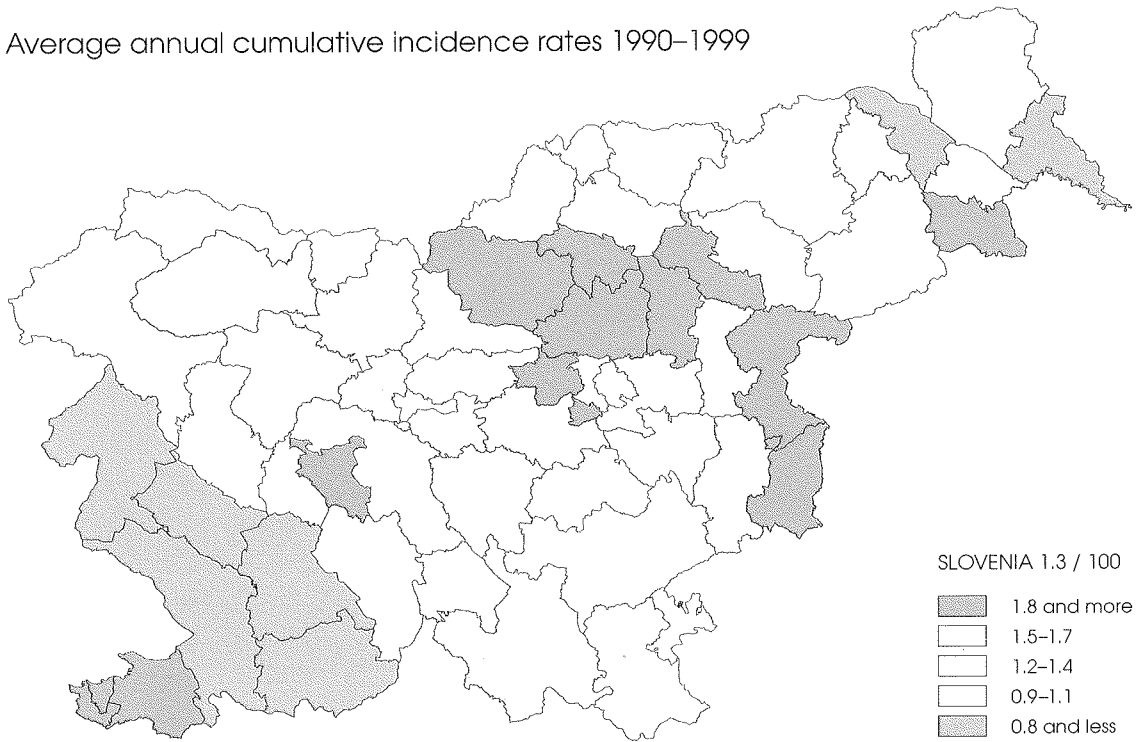 Average annual cumulative incidence rates 1990–1999
SLOVENIA 1.3 / 100
1.8 and more
1.5–1.7
1.2–1.4
0.9–1.1
0.8 and less